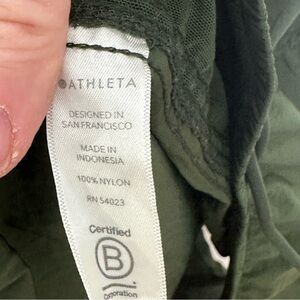 ATHLETA
DESIGNED IN
SAN FRANCISCO
MADE IN
INDONESIA
100% NYLON
RN 54023
Certified
B
Corporation